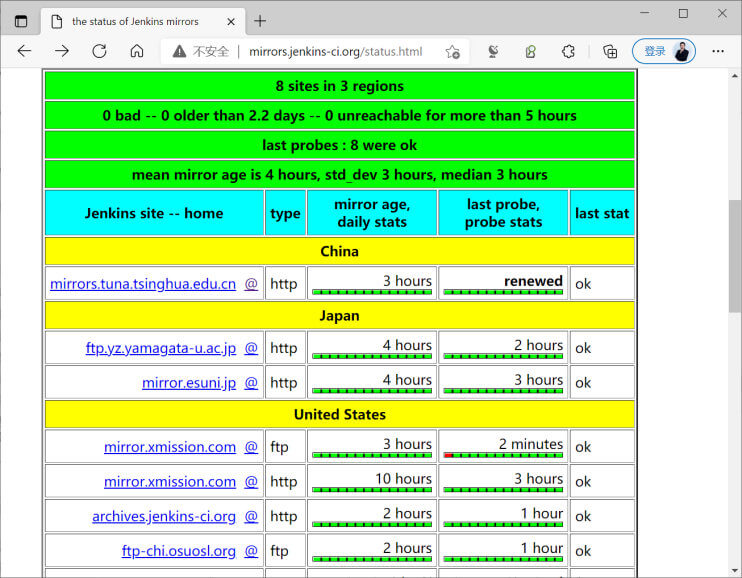 the status of Jenkins mirrors
不安全 | mirrors.jenkins-ci.org/status.html
登录
8 sites in 3 regions
0 bad -- 0 older than 2.2 days -- 0 unreachable for more than 5 hours
last probes : 8 were ok
mean mirror age is 4 hours, std_dev 3 hours, median 3 hours
Jenkins site -- home type mirror age, daily stats last probe, probe stats last stat
China
mirrors.tuna.tsinghua.edu.cn @ http 3 hours renewed ok
Japan
ftp.yz.yamagata-u.ac.jp @ http 4 hours 2 hours ok
mirror.esuni.jp @ http 4 hours 3 hours ok
United States
mirror.xmission.com @ ftp 3 hours 2 minutes ok
mirror.xmission.com @ http 10 hours 3 hours ok
archives.jenkins-ci.org @ http 2 hours 1 hour ok
ftp-chi.osuosl.org @ ftp 2 hours 1 hour ok